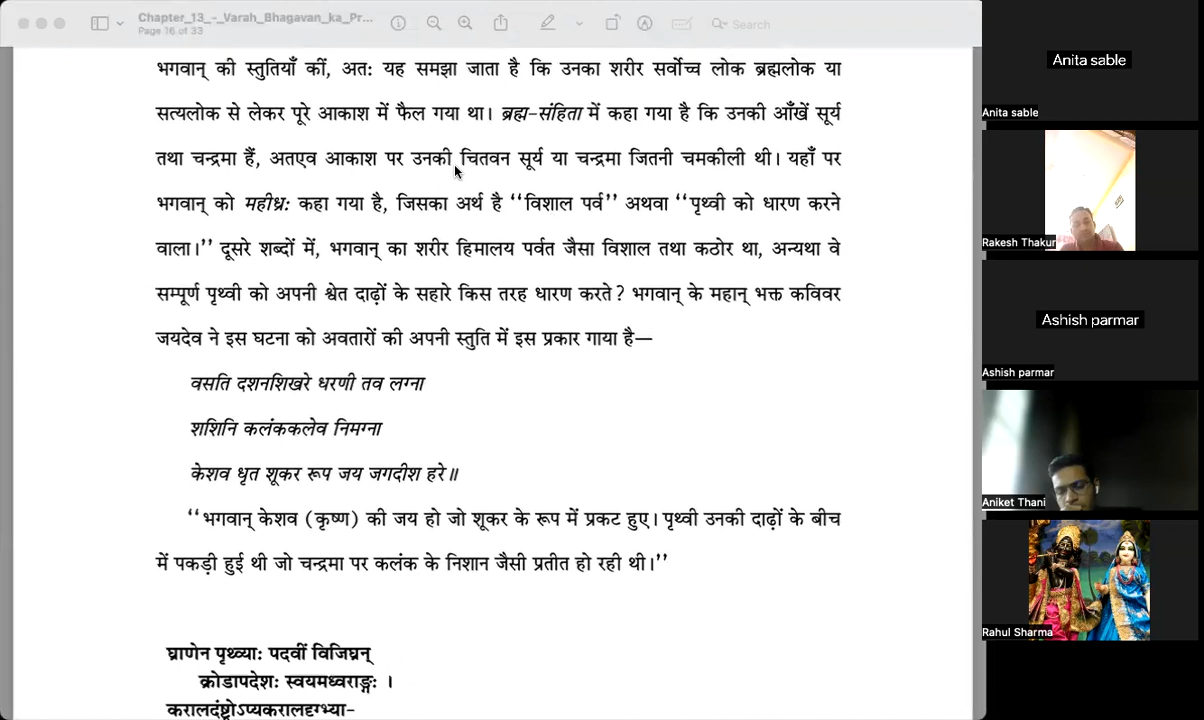 Chapter_13_-_Varah_Bhagavan_ka_Pr...
Page 16 of 33
Search
भगवान् की स्तुतियाँ कीं, अतः यह समझा जाता है कि उनका शरीर सर्वोच्च लोक ब्रह्मलोक या
सत्यलोक से लेकर पूरे आकाश में फैल गया था। ब्रह्म-संहिता में कहा गया है कि उनकी आँखें सूर्य
तथा चन्द्रमा हैं, अतएव आकाश पर उनकी चितवन सूर्य या चन्द्रमा जितनी चमकीली थी। यहाँ पर
भगवान् को महीध्रः कहा गया है, जिसका अर्थ है ‘‘विशाल पर्व’’ अथवा ‘‘पृथ्वी को धारण करने
वाला।’’ दूसरे शब्दों में, भगवान् का शरीर हिमालय पर्वत जैसा विशाल तथा कठोर था, अन्यथा वे
सम्पूर्ण पृथ्वी को अपनी श्वेत दाढ़ों के सहारे किस तरह धारण करते? भगवान् के महान् भक्त कविवर
जयदेव ने इस घटना को अवतारों की अपनी स्तुति में इस प्रकार गाया है—
वसति दशनशिखरे धरणी तव लग्ना
शशिनि कलंककलेव निमग्ना
केशव धृत शूकर रूप जय जगदीश हरे॥
‘‘भगवान् केशव (कृष्ण) की जय हो जो शूकर के रूप में प्रकट हुए। पृथ्वी उनकी दाढ़ों के बीच
में पकड़ी हुई थी जो चन्द्रमा पर कलंक के निशान जैसी प्रतीत हो रही थी।’’
घ्राणेन पृथ्व्याः पदवीं विजिघ्रन्
क्रोडापदेशः स्वयमध्वराङ्गः ।
करालदंष्ट्रोऽप्यकरालदृग्भ्या-
Anita sable
Anita sable
Rakesh Thakur
Ashish parmar
Ashish parmar
Aniket Thani
Rahul Sharma